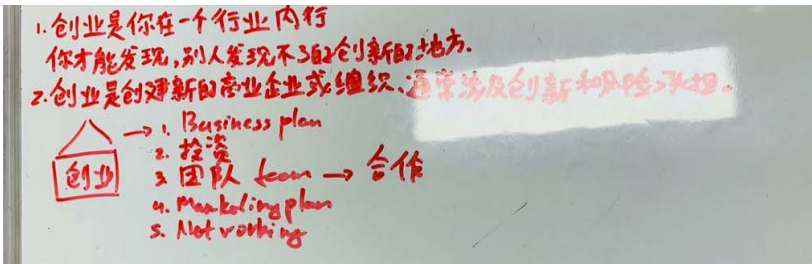 1. 创业是你在一个行业内行
你才能发现,别人发现不了的创新的地方.
2. 创业是创建新的商业企业或组织、通常涉及创新和风险承担。
创业 → 1. Business plan
2. 投资
3 团队 team → 合作
4. Marketing plan
5. Networking